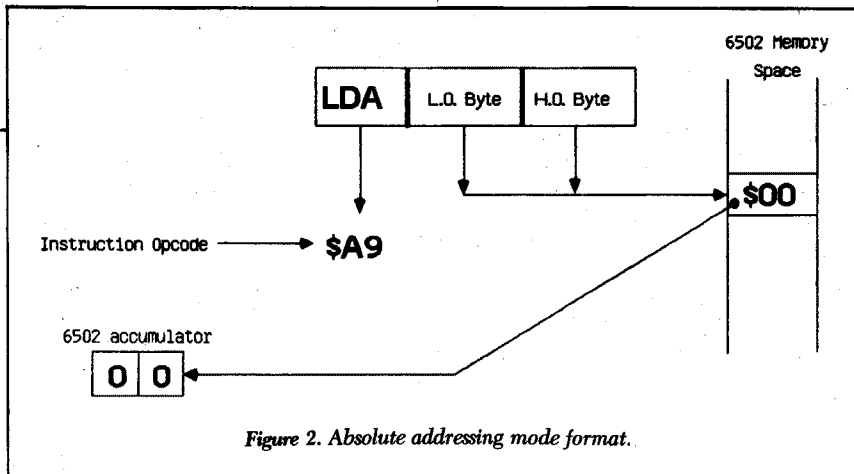 6502 Memory
Space
LDA
L.O. Byte
H.O. Byte
$00
Instruction Opcode
$A9
6502 accumulator
0 0
Figure 2. Absolute addressing mode format.